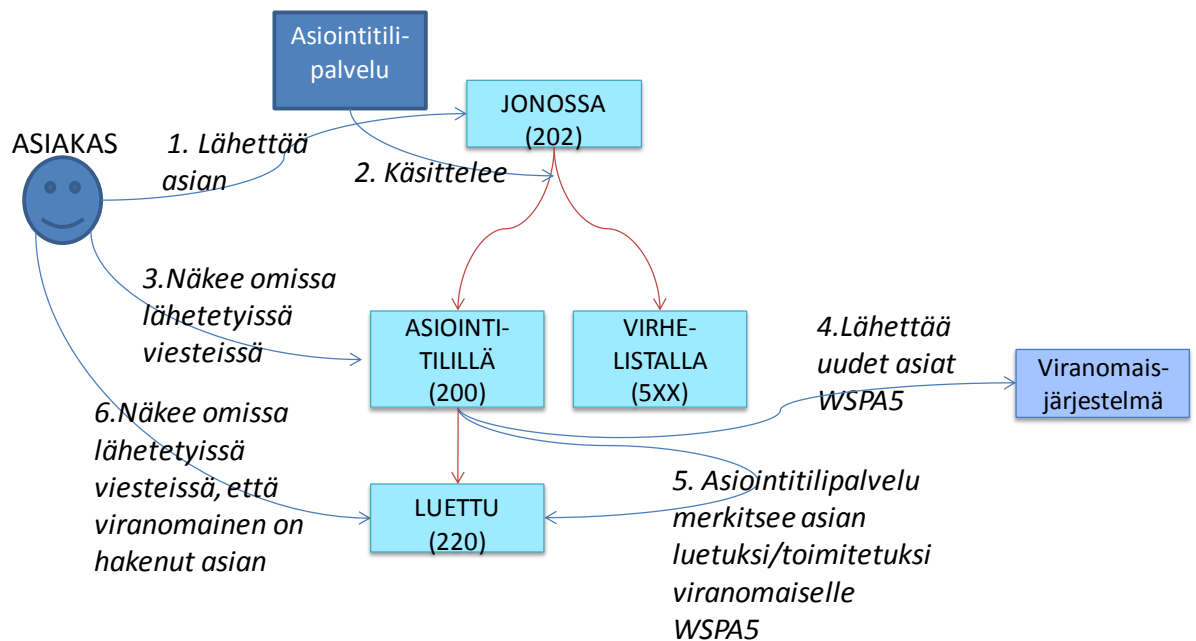 Asiointitili-
palvelu
JONOSSA
(202)
ASIAKAS
1. Lähettää
asian
2. Käsittelee
3.Näkee omissa
lähetetyissä
viesteissä
ASIOINTI-
TILILLÄ
(200)
VIRHE-
LISTALLA
(5XX)
4.Lähettää
uudet asiat
WSPA5
Viranomais-
järjestelmä
6.Näkee omissa
lähetetyissä
viesteissä, että
viranomainen on
hakenut asian
LUETTU
(220)
5. Asiointitilipalvelu
merkitsee asian
luetuksi/toimitetuksi
viranomaiselle
WSPA5